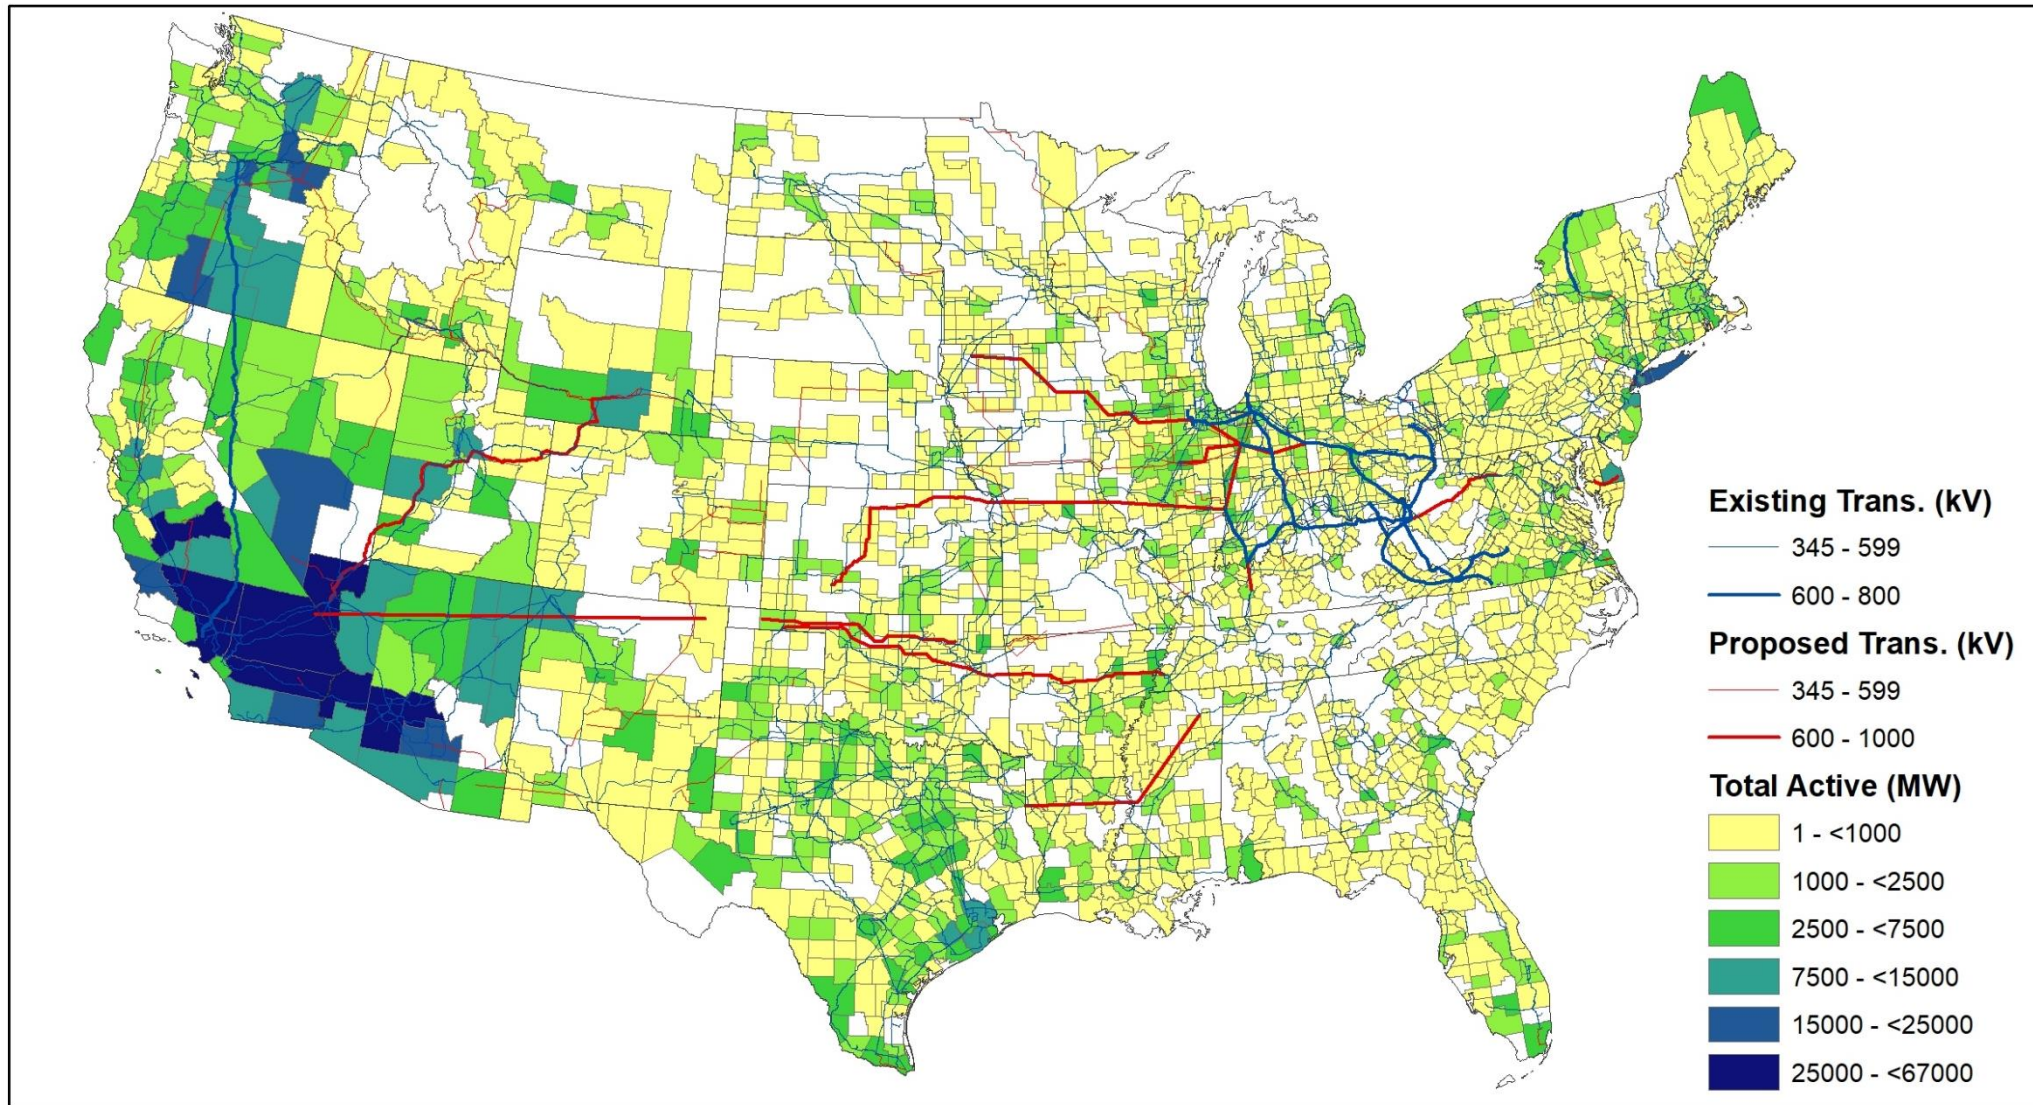 Existing Trans. (kV)
345 - 599
600 - 800
Proposed Trans. (kV)
345 - 599
600 - 1000
Total Active (MW)
1 - <1000
1000 - <2500
2500 - <7500
7500 - <15000
15000 - <25000
25000 - <67000